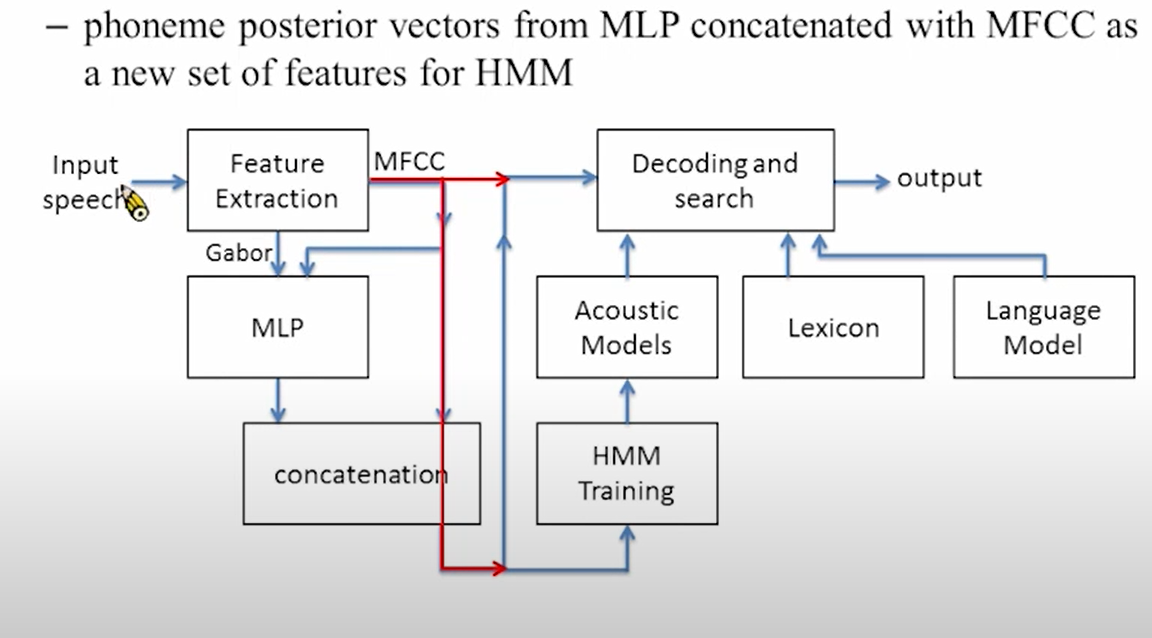 – phoneme posterior vectors from MLP concatenated with MFCC as
a new set of features for HMM
Input
speech
Feature
Extraction
MFCC
Decoding and
search
output
Gabor
MLP
Acoustic
Models
Lexicon
Language
Model
concatenation
HMM
Training